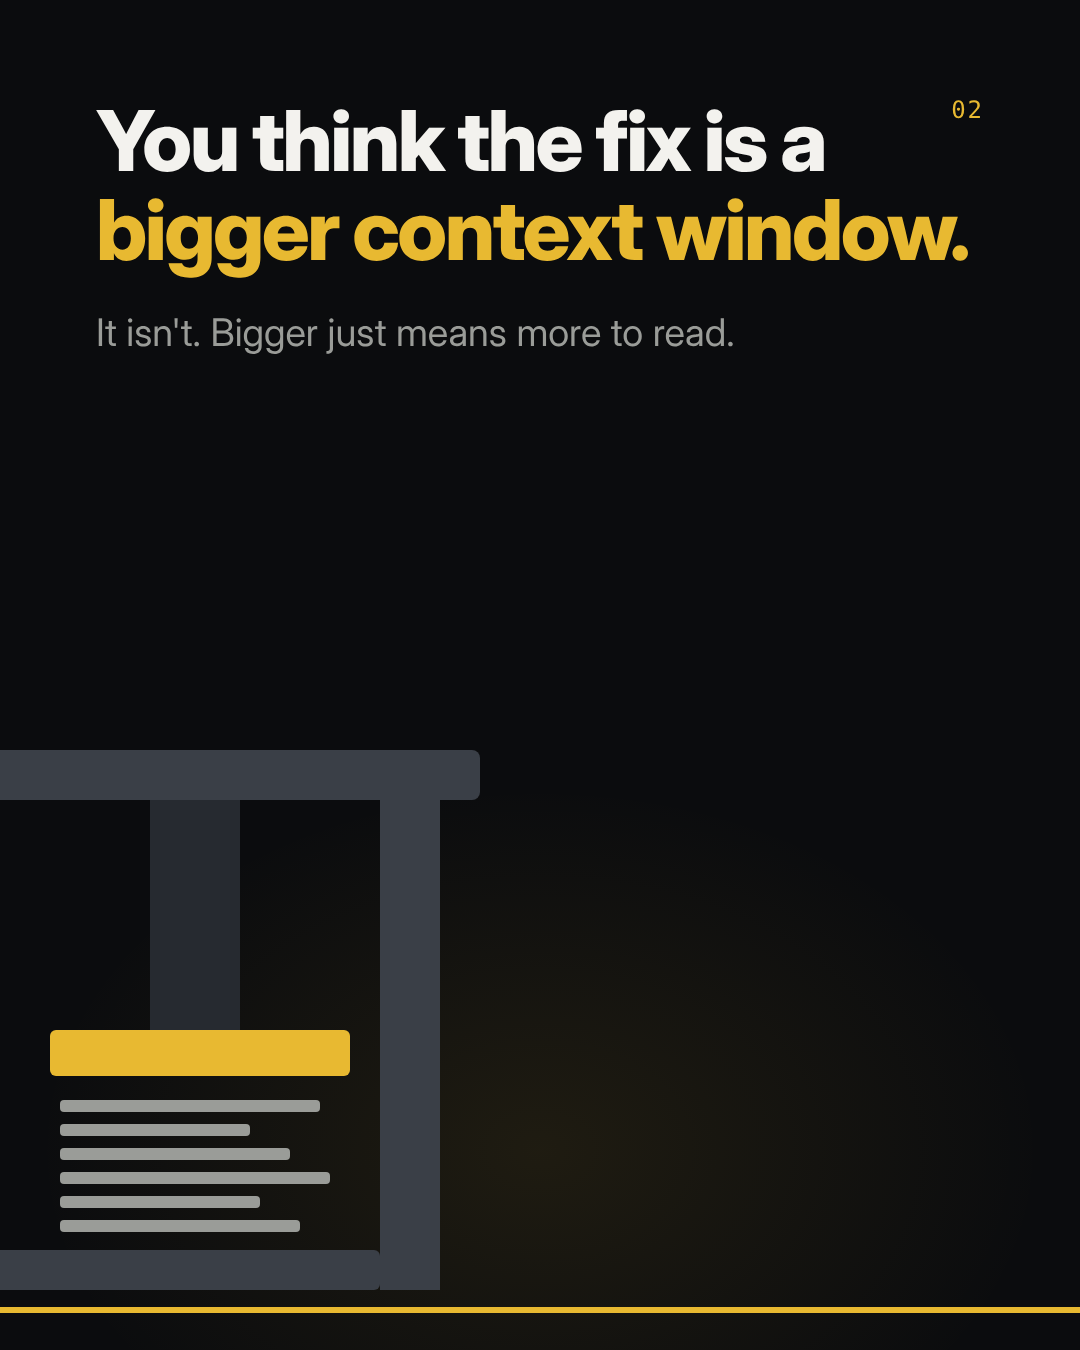 02
You think the fix is a
bigger context window.
It isn't. Bigger just means more to read.